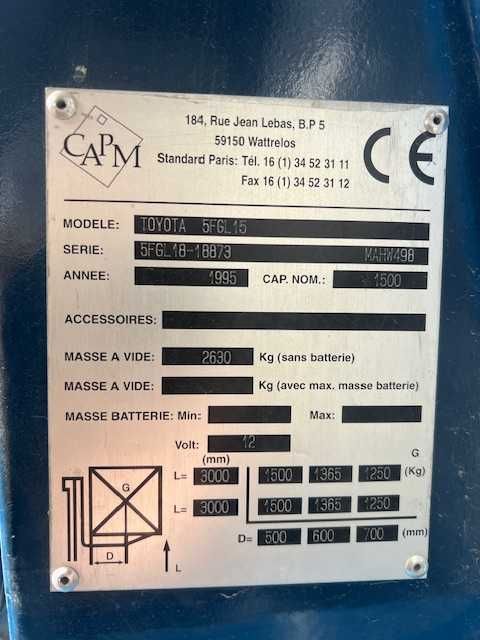 CAPM
184, Rue Jean Lebas, B.P 5
59150 Wattrelos
Standard Paris: Tél. 16 (1) 34 52 31 11
Fax 16 (1) 34 52 31 12
CE
MODELE: TOYOTA 5FGL15
SERIE: 5FGL18-18873 MAHW498
ANNEE: 1995 CAP. NOM.: 1500
ACCESSOIRES:
MASSE A VIDE: 2630 Kg (sans batterie)
MASSE A VIDE: Kg (avec max. masse batterie)
MASSE BATTERIE: Min: Max:
Volt: 12
(mm) G
L= 3000 1500 1365 1250 (Kg)
L= 3000 1500 1365 1250
D= 500 600 700 (mm)
G
D
L